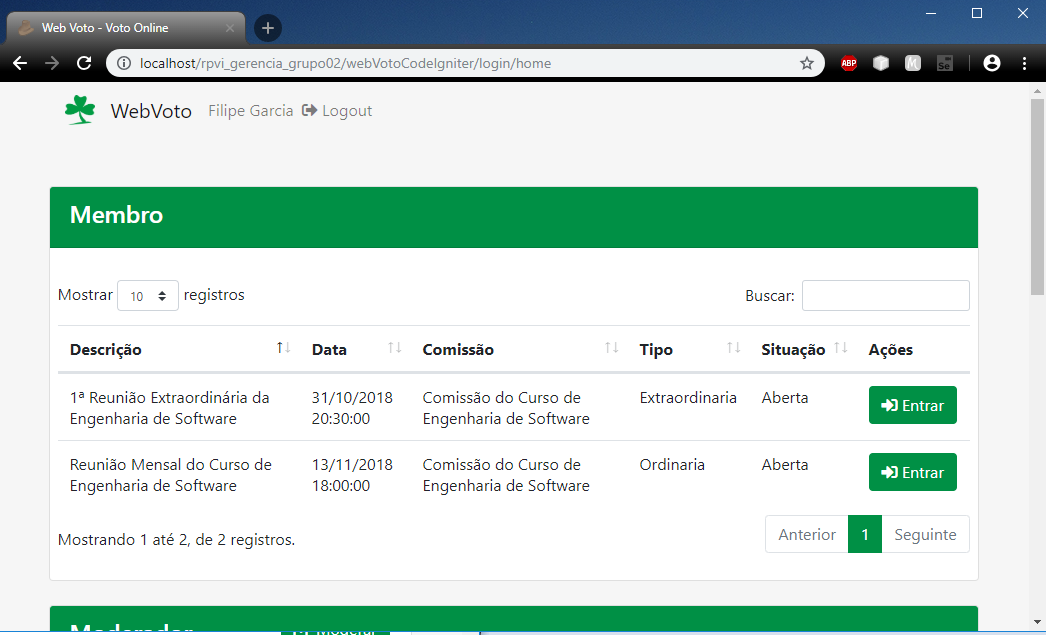 Web Voto - Voto Online
localhost/rpvi_gerencia_grupo02/webVotoCodeIgniter/login/home
ABP
Se
WebVoto Filipe Garcia Logout
Membro
Mostrar 10 registros
Buscar:
Descrição Data Comissão Tipo Situação Ações
1ª Reunião Extraordinária da 31/10/2018 Comissão do Curso de Extraordinaria Aberta Entrar
Engenharia de Software 20:30:00 Engenharia de Software
Reunião Mensal do Curso de 13/11/2018 Comissão do Curso de Ordinaria Aberta Entrar
Engenharia de Software 18:00:00 Engenharia de Software
Mostrando 1 até 2, de 2 registros.
Anterior 1 Seguinte
Moderador
Moderar